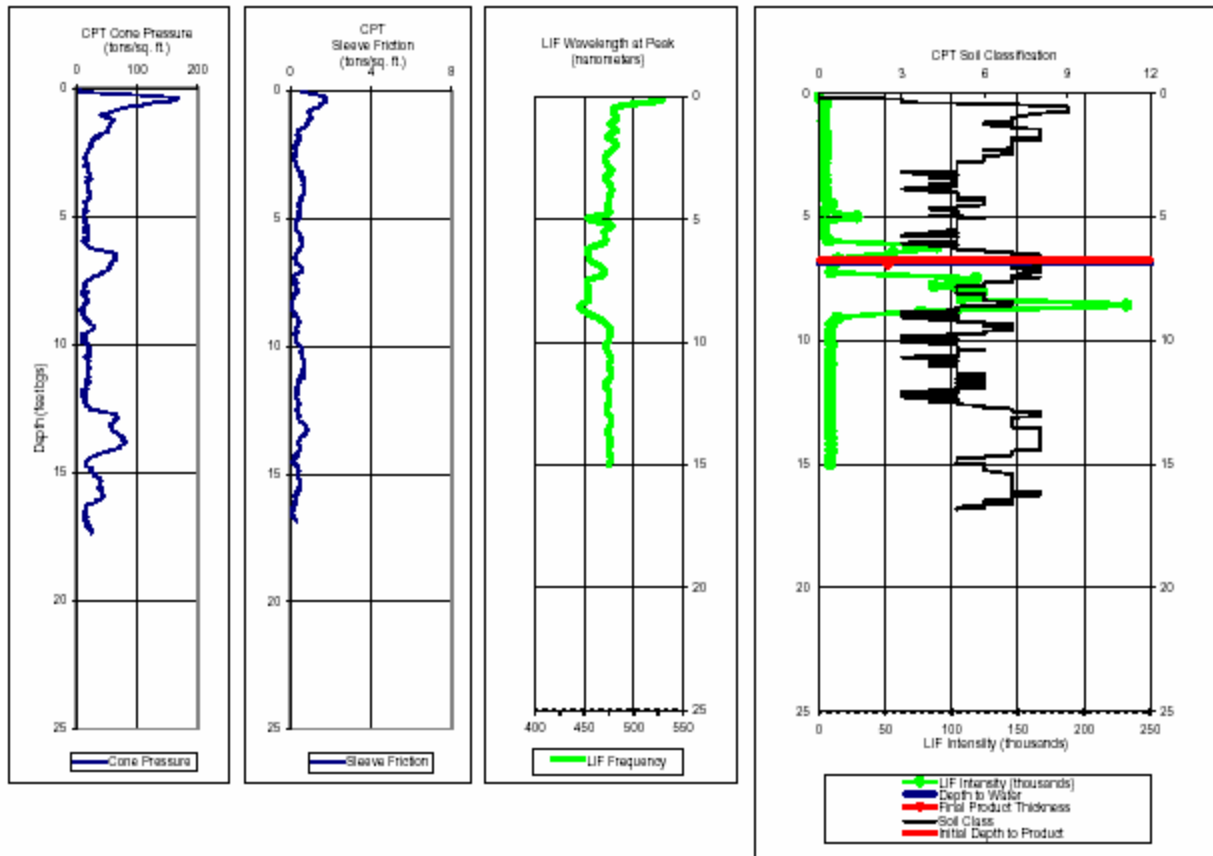 CPT Cone Pressure
(tons/sq. ft.)
0 100 200
0
5
10
15
20
25
Depth (feet bgs)
Cone Pressure
CPT
Sleeve Friction
(tons/sq. ft.)
0 4 8
0
5
10
15
20
25
Sleeve Friction
LIF Wavelength at Peak
(nanometers)
0
5
10
15
20
25
400 450 500 550
LIF Frequency
CPT Soil Classification
0 3 6 9 12
0 0
5 5
10 10
15 15
20 20
25 25
0 50 100 150 200 250
LIF Intensity (thousands)
LIF Intensity (thousands)
Depth to Water
Final Product Thickness
Soil Class
Initial Depth to Product